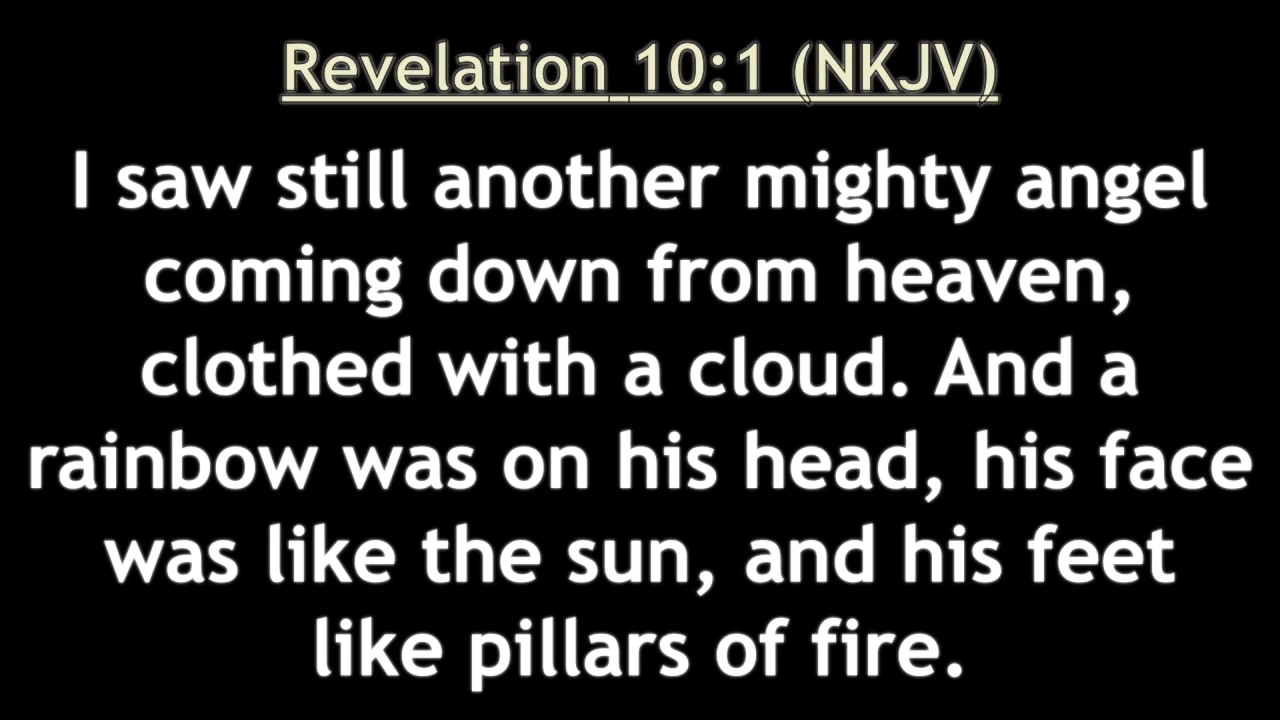 Revelation 10:1 (NKJV)
I saw still another mighty angel
coming down from heaven,
clothed with a cloud. And a
rainbow was on his head, his face
was like the sun, and his feet
like pillars of fire.